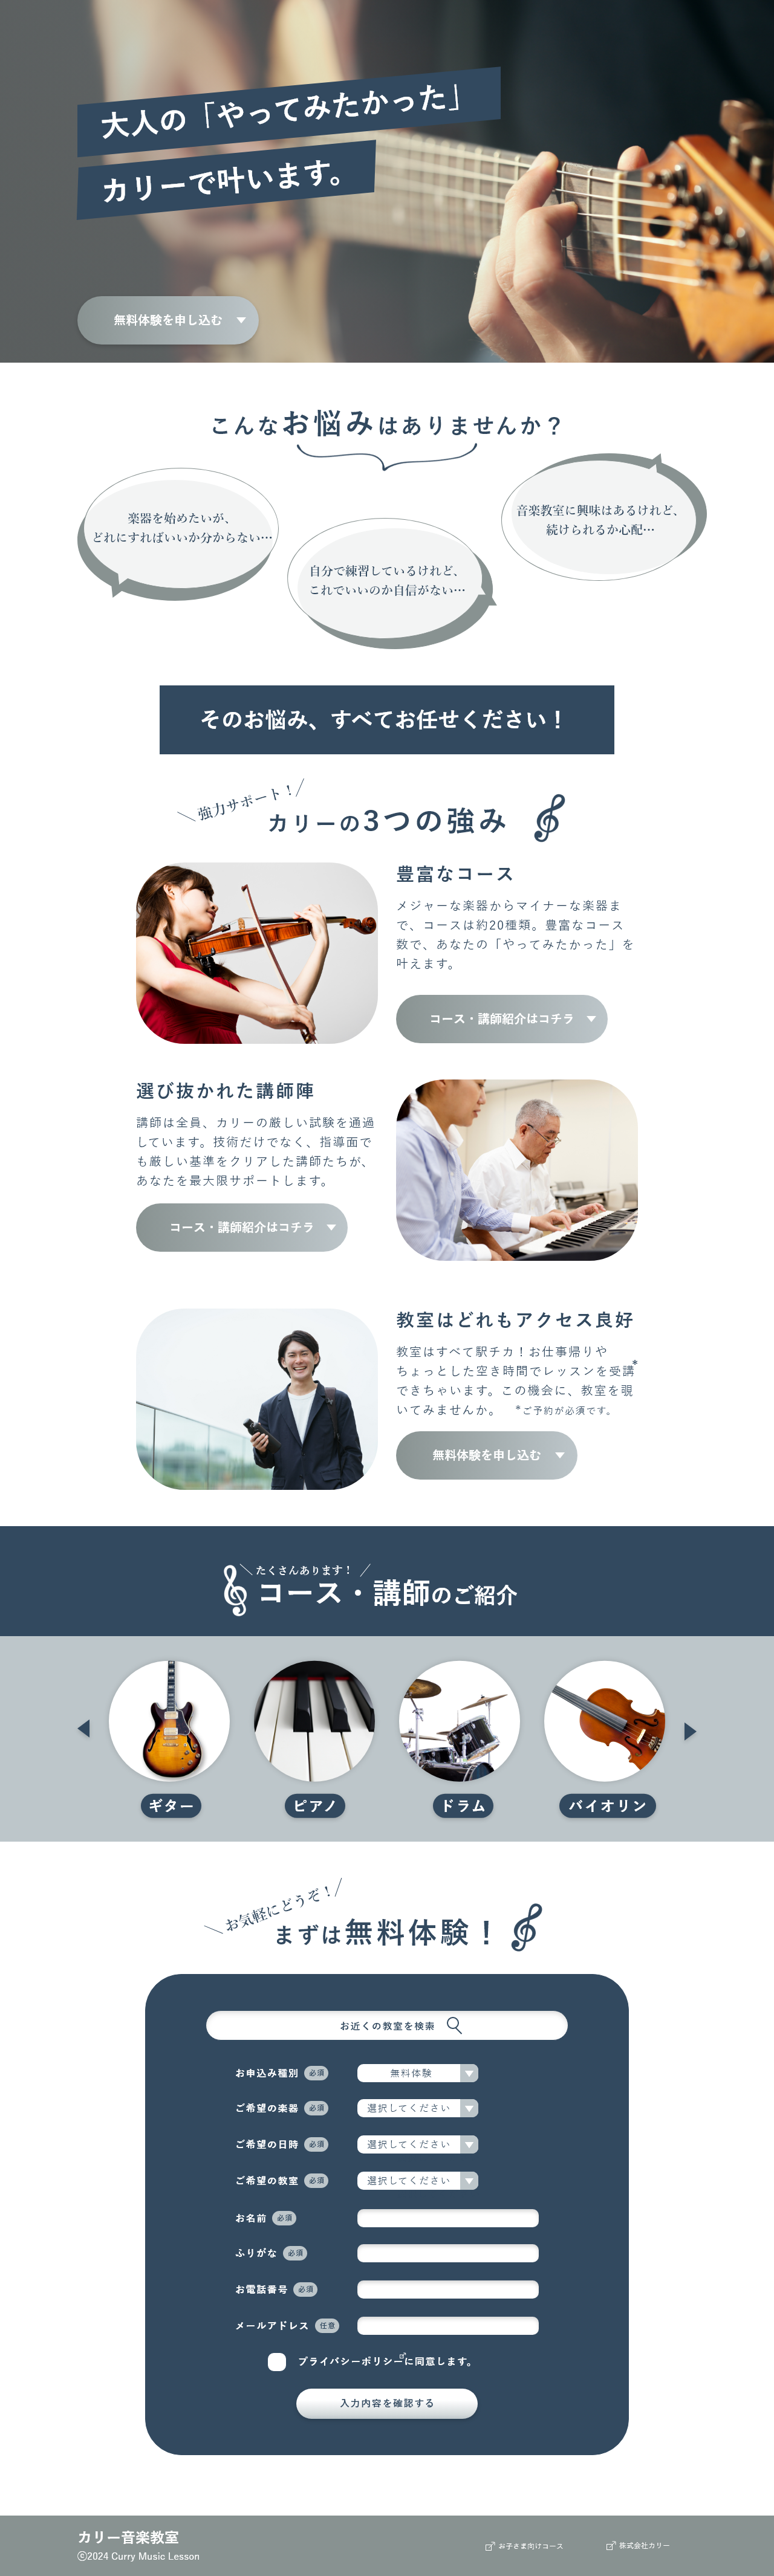 大人の「やってみたかった」
カリーで叶います。
無料体験を申し込む
こんなお悩みはありませんか？
楽器を始めたいが、
どれにすればいいか分からない…
自分で練習しているけれど、
これでいいのか自信がない…
音楽教室に興味はあるけれど、
続けられるか心配…
そのお悩み、すべてお任せください！
強力サポート！
カリーの3つの強み
豊富なコース
メジャーな楽器からマイナーな楽器ま
で、コースは約20種類。豊富なコース
数で、あなたの「やってみたかった」を
叶えます。
コース・講師紹介はコチラ
選び抜かれた講師陣
講師は全員、カリーの厳しい試験を通過
しています。技術だけでなく、指導面で
も厳しい基準をクリアした講師たちが、
あなたを最大限サポートします。
コース・講師紹介はコチラ
教室はどれもアクセス良好
教室はすべて駅チカ！お仕事帰りや
ちょっとした空き時間でレッスンを受講*
できちゃいます。この機会に、教室を覗
いてみませんか。 *ご予約が必須です。
無料体験を申し込む
たくさんあります！
コース・講師のご紹介
ギター
ピアノ
ドラム
バイオリン
お気軽にどうぞ！
まずは無料体験！
お近くの教室を検索
お申込み種別 必須 無料体験
ご希望の楽器 必須 選択してください
ご希望の日時 必須 選択してください
ご希望の教室 必須 選択してください
お名前 必須
ふりがな 必須
お電話番号 必須
メールアドレス 任意
プライバシーポリシーに同意します。
入力内容を確認する
カリー音楽教室
©2024 Curry Music Lesson
お子さま向けコース
株式会社カリー